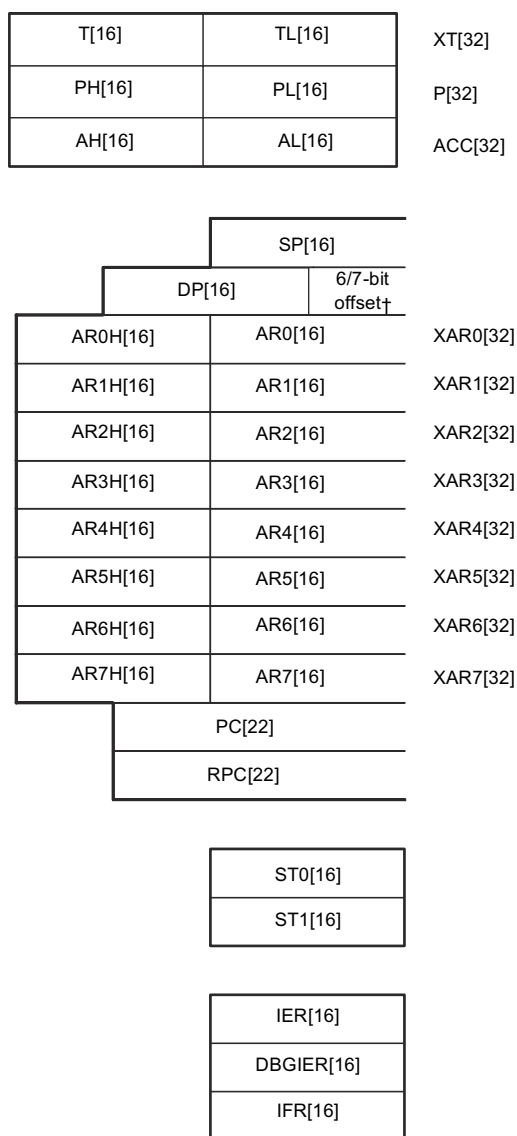 T[16] TL[16] XT[32]
PH[16] PL[16] P[32]
AH[16] AL[16] ACC[32]
SP[16]
DP[16] 6/7-bit
offset†
AR0H[16] AR0[16] XAR0[32]
AR1H[16] AR1[16] XAR1[32]
AR2H[16] AR2[16] XAR2[32]
AR3H[16] AR3[16] XAR3[32]
AR4H[16] AR4[16] XAR4[32]
AR5H[16] AR5[16] XAR5[32]
AR6H[16] AR6[16] XAR6[32]
AR7H[16] AR7[16] XAR7[32]
PC[22]
RPC[22]
ST0[16]
ST1[16]
IER[16]
DBGIER[16]
IFR[16]